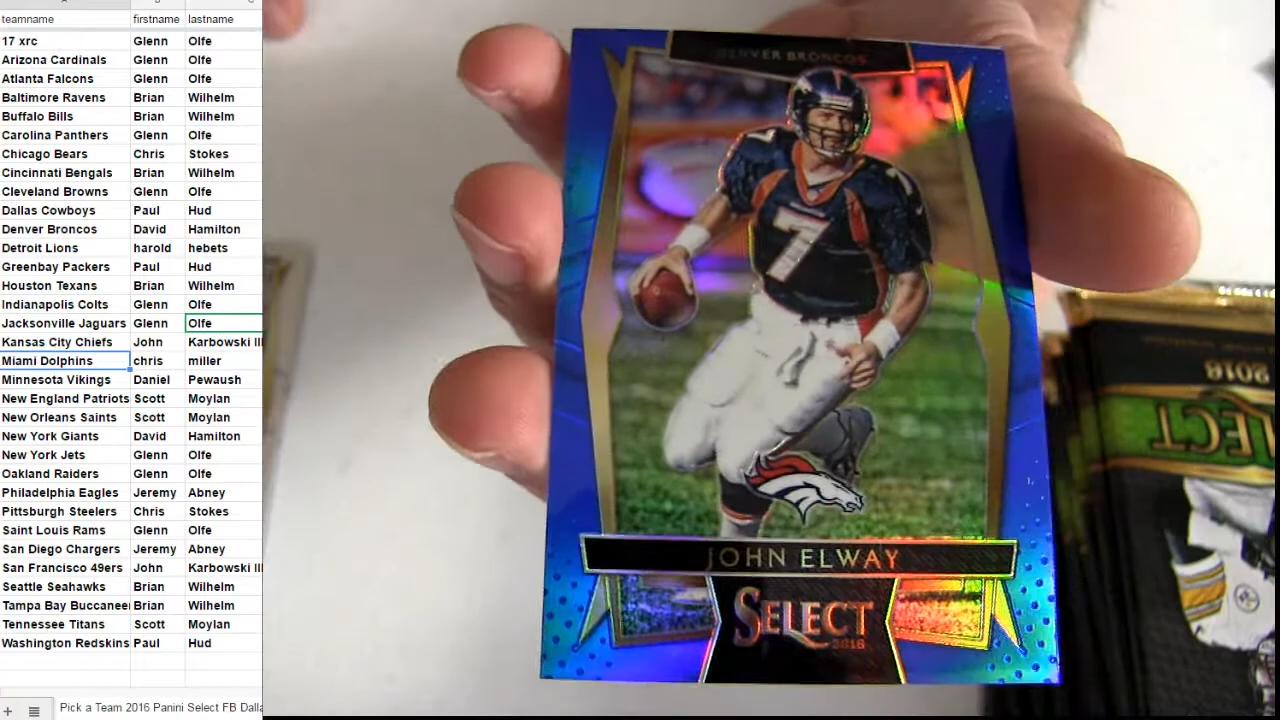 teamname firstname lastname
17 xrc Glenn Olfe
Arizona Cardinals Glenn Olfe
Atlanta Falcons Glenn Olfe
Baltimore Ravens Brian Wilhelm
Buffalo Bills Brian Wilhelm
Carolina Panthers Glenn Olfe
Chicago Bears Chris Stokes
Cincinnati Bengals Brian Wilhelm
Cleveland Browns Glenn Olfe
Dallas Cowboys Paul Hud
Denver Broncos David Hamilton
Detroit Lions harold hebets
Greenbay Packers Paul Hud
Houston Texans Brian Wilhelm
Indianapolis Colts Glenn Olfe
Jacksonville Jaguars Glenn Olfe
Kansas City Chiefs John Karbowski III
Miami Dolphins chris miller
Minnesota Vikings Daniel Pewaush
New England Patriots Scott Moylan
New Orleans Saints Scott Moylan
New York Giants David Hamilton
New York Jets Glenn Olfe
Oakland Raiders Glenn Olfe
Philadelphia Eagles Jeremy Abney
Pittsburgh Steelers Chris Stokes
Saint Louis Rams Glenn Olfe
San Diego Chargers Jeremy Abney
San Francisco 49ers John Karbowski III
Seattle Seahawks Brian Wilhelm
Tampa Bay Buccanee Brian Wilhelm
Tennessee Titans Scott Moylan
Washington Redskins Paul Hud
Pick a Team 2016 Panini Select FB Dalla
DENVER BRONCOS
7
7
JOHN ELWAY
SELECT
2016
2016
ECT